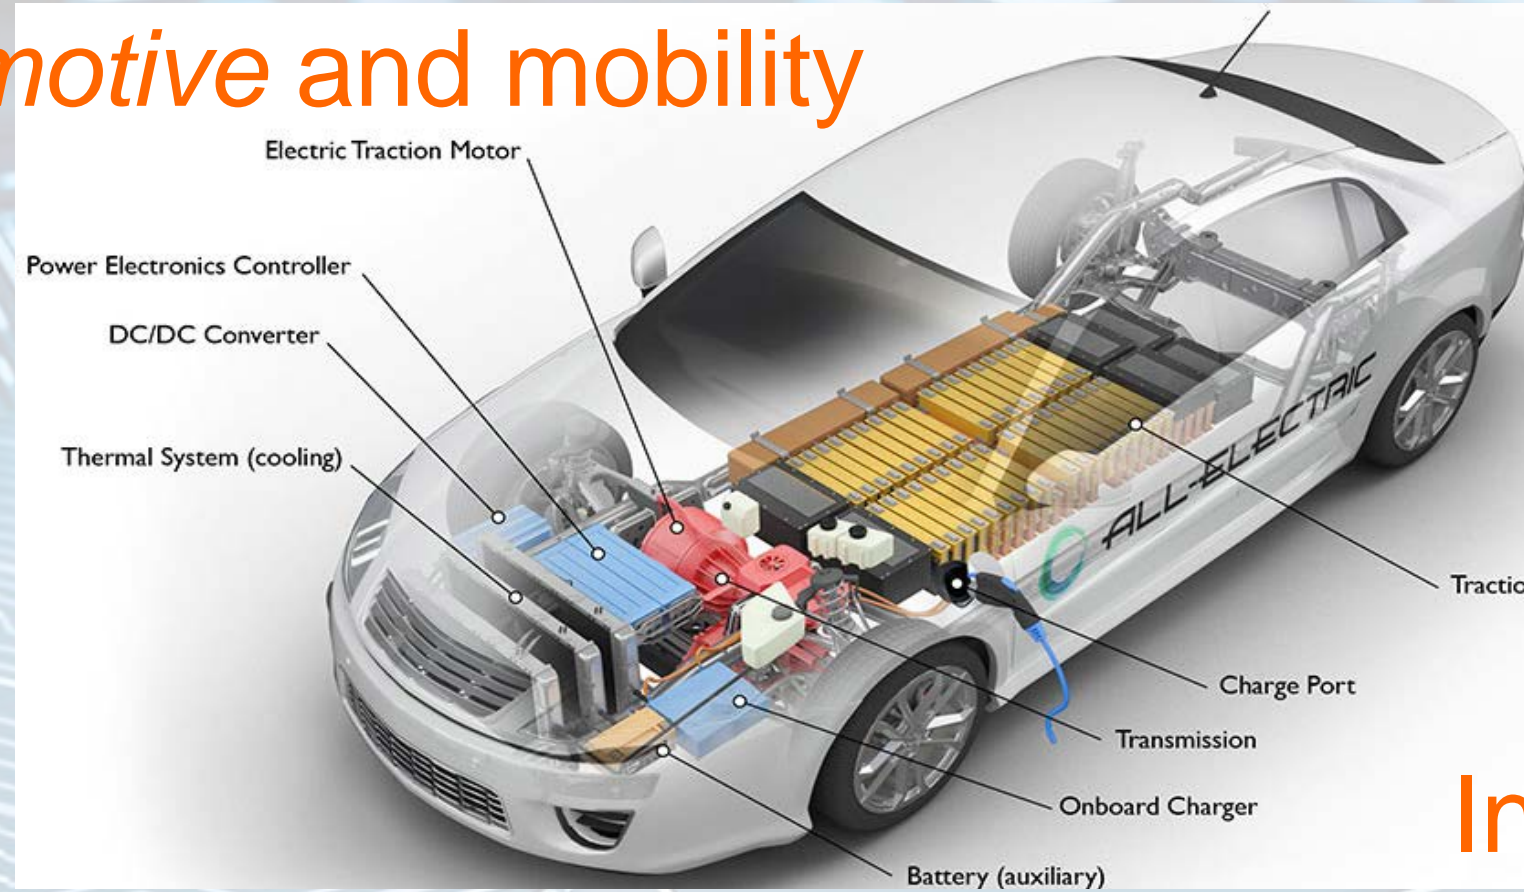 motive and mobility
Electric Traction Motor
Power Electronics Controller
DC/DC Converter
Thermal System (cooling)
ALL-ELECTRIC
Tractio
Charge Port
Transmission
In
Onboard Charger
Battery (auxiliary)